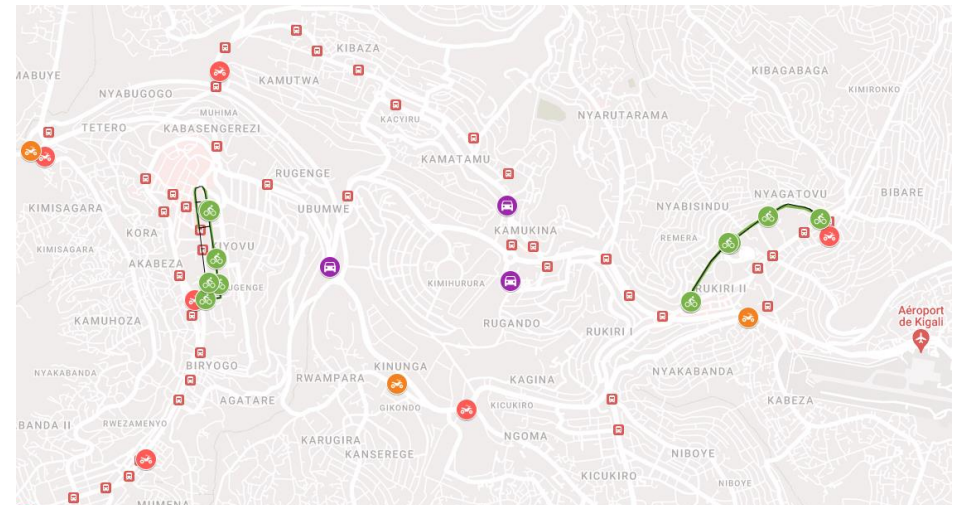 KIBAZA
MABUYE
KAMUTWA
KIBAGABAGA
NYABUGOGO
KIMIRONKO
MUHIMA
KACYIRU
NYARUTARAMA
TETERO
KABASENGEREZI
KAMATAMU
RUGENGE
NYAGATOVU
BIBARE
KIMISAGARA
UBUMWE
NYABISINDU
KORA
KAMUKINA
REMERA
KIMISAGARA
IYOVU
AKABEZA
KIMIHURURA
UGENGE
RUKIRI II
Aéroport
de Kigali
KAMUHOZA
RUGANDO
RUKIRI I
BIRYOGO
KINUNGA
NYAKABANDA
RWAMPARA
KAGINA
NYAKABANDA
AGATARE
GIKONDO
KICUKIRO
KABEZA
BANDA II
RWEZAMENYO
KARUGIRA
NGOMA
KANSEREGE
NIBOYE
KICUKIRO
NIBOYE
MUMENA